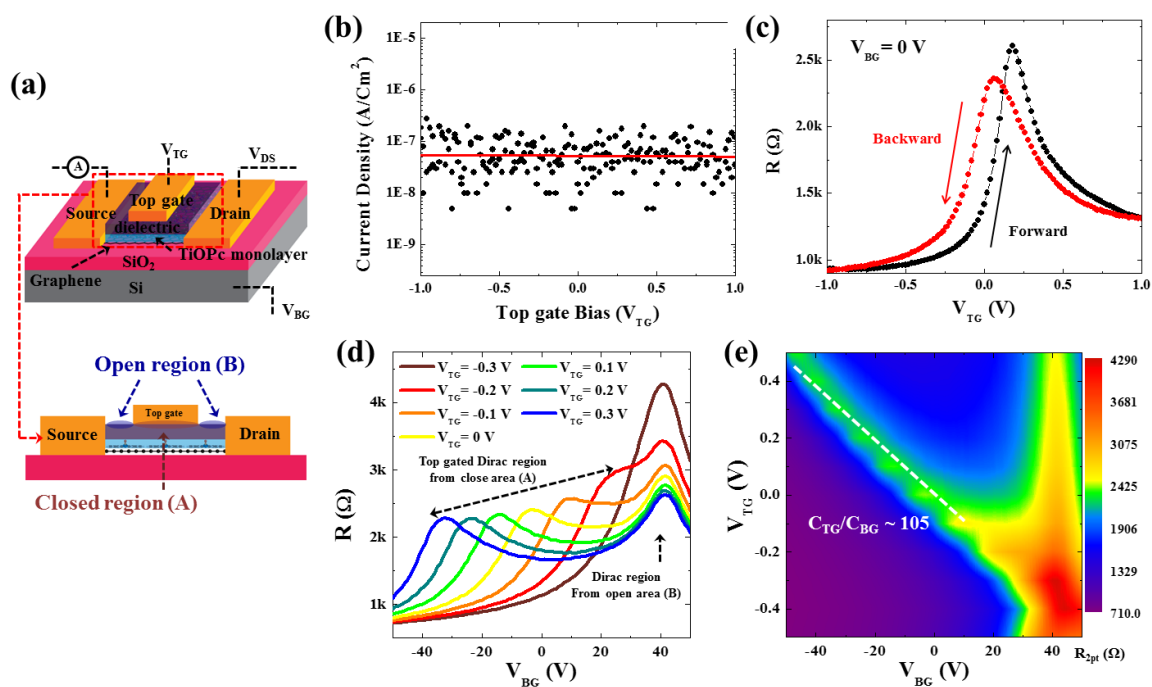 (a)
A
V_TG
V_DS
Source
Top gate
Drain
dielectric
TiOPc monolayer
Graphene
SiO₂
Si
V_BG
Open region (B)
Top gate
Source
Drain
Closed region (A)
(b)
Current Density (A/Cm²)
1E-5
1E-6
1E-7
1E-8
1E-9
-1.0
-0.5
0.0
0.5
1.0
Top gate Bias (V_TG)
(c)
V_BG = 0 V
R (Ω)
2.5k
2.0k
1.5k
1.0k
Backward
Forward
-1.0
-0.5
0.0
0.5
1.0
V_TG (V)
(d)
V_TG = -0.3 V
V_TG = -0.2 V
V_TG = -0.1 V
V_TG = 0 V
V_TG = 0.1 V
V_TG = 0.2 V
V_TG = 0.3 V
R (Ω)
4k
3k
2k
1k
Top gated Dirac region
from close area (A)
Dirac region
From open area (B)
-40
-20
0
20
40
V_BG (V)
(e)
V_TG (V)
0.4
0.2
0.0
-0.2
-0.4
C_TG/C_BG ~ 105
-40
-20
0
20
40
V_BG (V)
4290
3425
3075
2400
1906
1329
710.0
R_2pt (Ω)